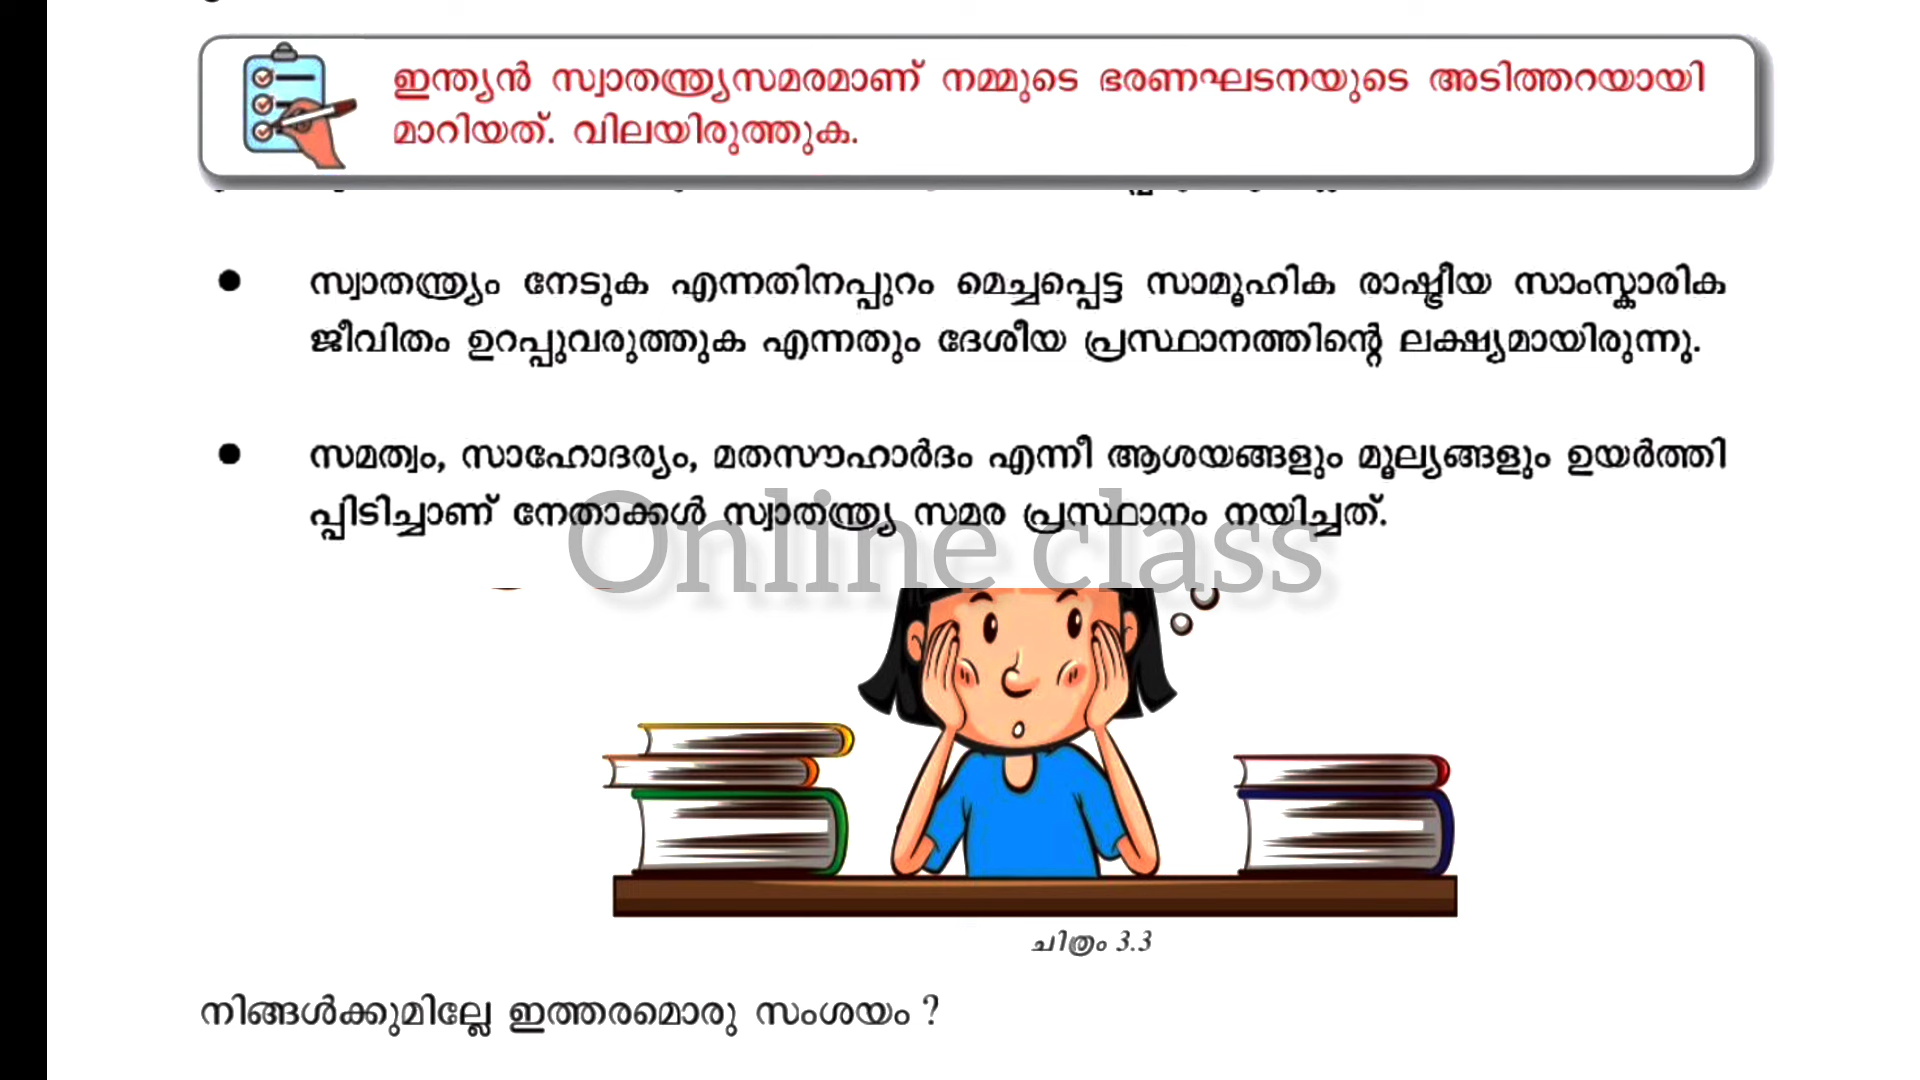 ഇന്ത്യൻ സ്വാതന്ത്ര്യസമരമാണ് നമ്മുടെ ഭരണഘടനയുടെ അടിത്തറയായി
മാറിയത്. വിലയിരുത്തുക.
● സ്വാതന്ത്ര്യം നേടുക എന്നതിനപ്പുറം മെച്ചപ്പെട്ട സാമൂഹിക രാഷ്ട്രീയ സാംസ്കാരിക
ജീവിതം ഉറപ്പുവരുത്തുക എന്നതും ദേശീയ പ്രസ്ഥാനത്തിന്റെ ലക്ഷ്യമായിരുന്നു.
● സമത്വം, സാഹോദര്യം, മതസൗഹാർദം എന്നീ ആശയങ്ങളും മൂല്യങ്ങളും ഉയർത്തി
പ്പിടിച്ചാണ് നേതാക്കൾ സ്വാതന്ത്ര്യ സമര പ്രസ്ഥാനം നയിച്ചത്.
Online class
ചിത്രം 3.3
നിങ്ങൾക്കുമില്ലേ ഇത്തരമൊരു സംശയം ?